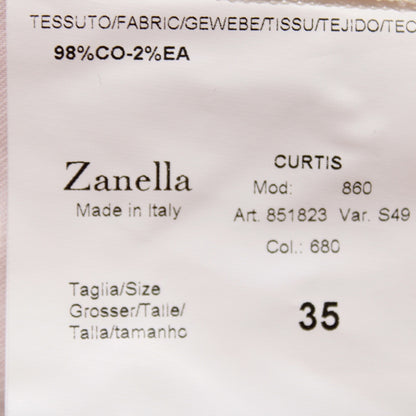 TESSUTO/FABRIC/GEWEBE/TISSU/TEJIDO/TEC
98%CO-2%EA
Zanella
Made in Italy
CURTIS
Mod: 860
Art. 851823 Var. S49
Col.: 680
Taglia/Size
Grosser/Talle/
Talla/tamanho
35